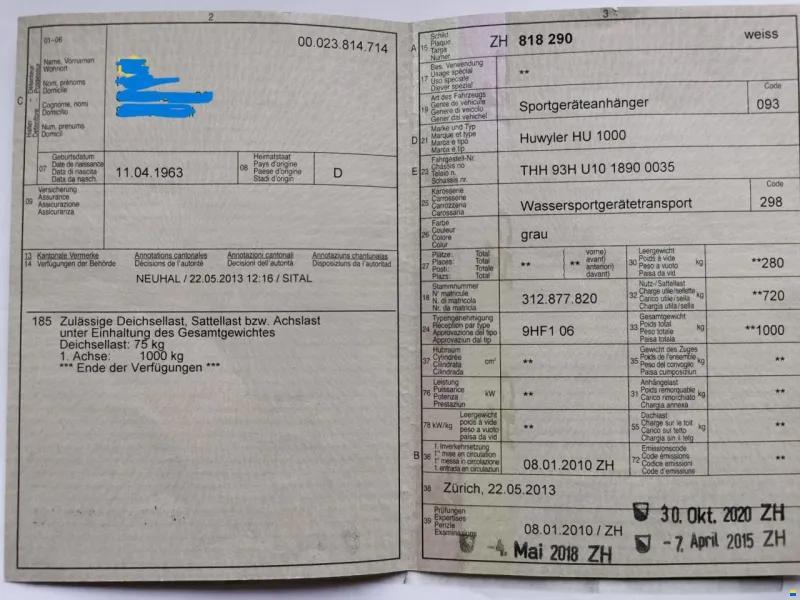 2
01-06
00.023.814.714
Name, Vornamen
Wohnort
Nom, prénoms
Domicile
Cognome, nomi
Domicilio
Num, prenums
Domicil
C
07
Geburtsdatum
Date de naissance
Data di nascita
Data da nasch.
11.04.1963
08
Heimatstaat
Pays d'origine
Paese d'origine
Stadi d'origin
D
09
Versicherung
Assurance
Assicurazione
Assicuranza
13 Kantonale Vermerke
14 Verfügungen der Behörde
Annotations cantonales
Décisions de l'autorité
Annotazioni cantonali
Decisioni dell'autorità
Annotaziuns chantunalas
Disposiziuns da l'autoritad
NEUHAL / 22.05.2013 12:16 / SITAL
185 Zulässige Deichsellast, Sattellast bzw. Achslast
unter Einhaltung des Gesamtgewichtes
Deichsellast: 75 kg
1. Achse: 1000 kg
*** Ende der Verfügungen ***
3
A 15
Schild
Plaque
Targa
Numer
ZH 818 290
weiss
17
Bes. Verwendung
Usage spécial
Uso speciale
Diever spezial
**
19
Art des Fahrzeugs
Genre de véhicule
Genere di veicolo
Gener dal vehichel
Sportgeräteanhänger
Code
093
D 21
Marke und Typ
Marque et type
Marca e tipo
Marca e tip
Huwyler HU 1000
E 23
Fahrgestell-Nr.
Châssis no
Telaio n.
Schassis nr.
THH 93H U10 1890 0035
25
Karosserie
Carrosserie
Carrozzeria
Carossaria
Wassersportgerätetransport
Code
298
26
Farbe
Couleur
Colore
Colur
grau
27
Plätze: Total
Places: Total
Posti: Totale
Plazs: Total
**
**
vorne)
avant)
anteriori)
davant)
30
Leergewicht
Poids à vide
Peso a vuoto
Paisa da vid
kg
**280
18
Stammnummer
N° matricule
N. di matricola
Nr. da matricla
312.877.820
32
Nutz-/Sattellast
Charge utile/sellette
Carico utile/sella
Chargia utila/sella
kg
**720
24
Typengenehmigung
Réception par type
Approvazione del tipo
Approvaziun dal tip
9HF1 06
33
Gesamtgewicht
Poids total
Peso totale
Paisa totala
kg
**1000
37
Hubraum
Cylindrée
Cilindrata
Cilindrada
cm³
**
35
Gewicht des Zuges
Poids de l'ensemble
Peso del convoglio
Paisa cumposiziun
kg
**
76
Leistung
Puissance
Potenza
Prestaziun
kW
**
31
Anhängelast
Poids remorquable
Carico rimorchiato
Chargia annexa
kg
**
78 kW/kg
Leergewicht
poids à vide
peso a vuoto
paisa da vid
**
55
Dachlast
Charge sur le toit
Carico sul tetto
Chargia sin il tetg
kg
**
B 36
1. Inverkehrsetzung
1re mise en circulation
1a messa in circolazione
1. entrada en circulaziun
08.01.2010 ZH
72
Emissionscode
Code émissions
Codice emissioni
Code d'emissiuns
**
38
Zürich, 22.05.2013
39
Prüfungen
Expertises
Perizie
Examinaziuns
08.01.2010 / ZH
30. Okt. 2020 ZH
-4. Mai 2018 ZH
-7. April 2015 ZH